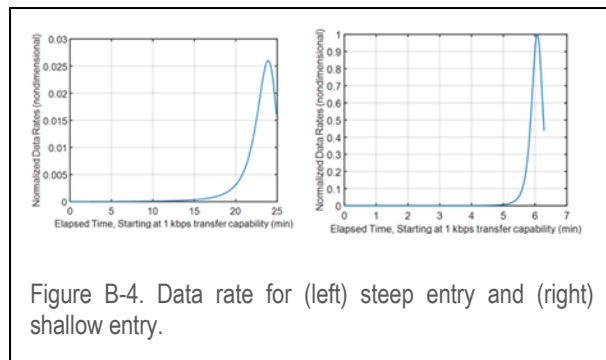 Normalized Data Rates (nondimensional)
0.03
0.025
0.02
0.015
0.01
0.005
0
0 5 10 15 20 25
Elapsed Time, Starting at 1 kbps transfer capability (min)
Normalized Data Rates (nondimensional)
1
0.9
0.8
0.7
0.6
0.5
0.4
0.3
0.2
0.1
0
0 1 2 3 4 5 6 7
Elapsed Time, Starting at 1 kbps transfer capability (min)
Figure B-4. Data rate for (left) steep entry and (right)
shallow entry.